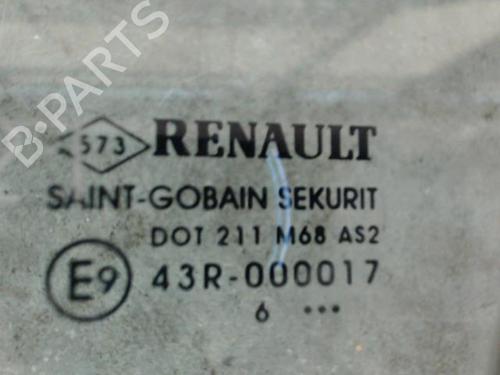 B-PARTS
573 RENAULT
SAINT-GOBAIN SEKURIT
DOT 211 M68 AS2
E9 43R-000017
6 ...